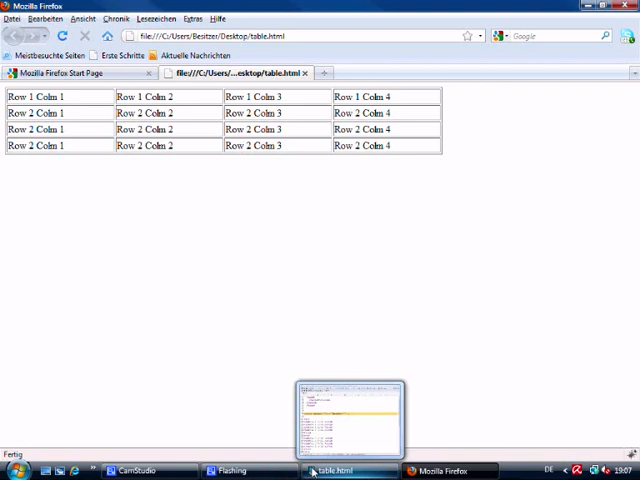 Mozilla Firefox
Datei Bearbeiten Ansicht Chronik Lesezeichen Extras Hilfe
file:///C:/Users/Besitzer/Desktop/table.html
Google
Meistbesuchte Seiten Erste Schritte Aktuelle Nachrichten
Mozilla Firefox Start Page
file:///C:/Users/...esktop/table.html
Row 1 Colm 1 Row 1 Colm 2 Row 1 Colm 3 Row 1 Colm 4
Row 2 Colm 1 Row 2 Colm 2 Row 2 Colm 3 Row 2 Colm 4
Row 2 Colm 1 Row 2 Colm 2 Row 2 Colm 3 Row 2 Colm 4
Row 2 Colm 1 Row 2 Colm 2 Row 2 Colm 3 Row 2 Colm 4
Fertig
CamStudio Flashing table.html Mozilla Firefox DE 19:07